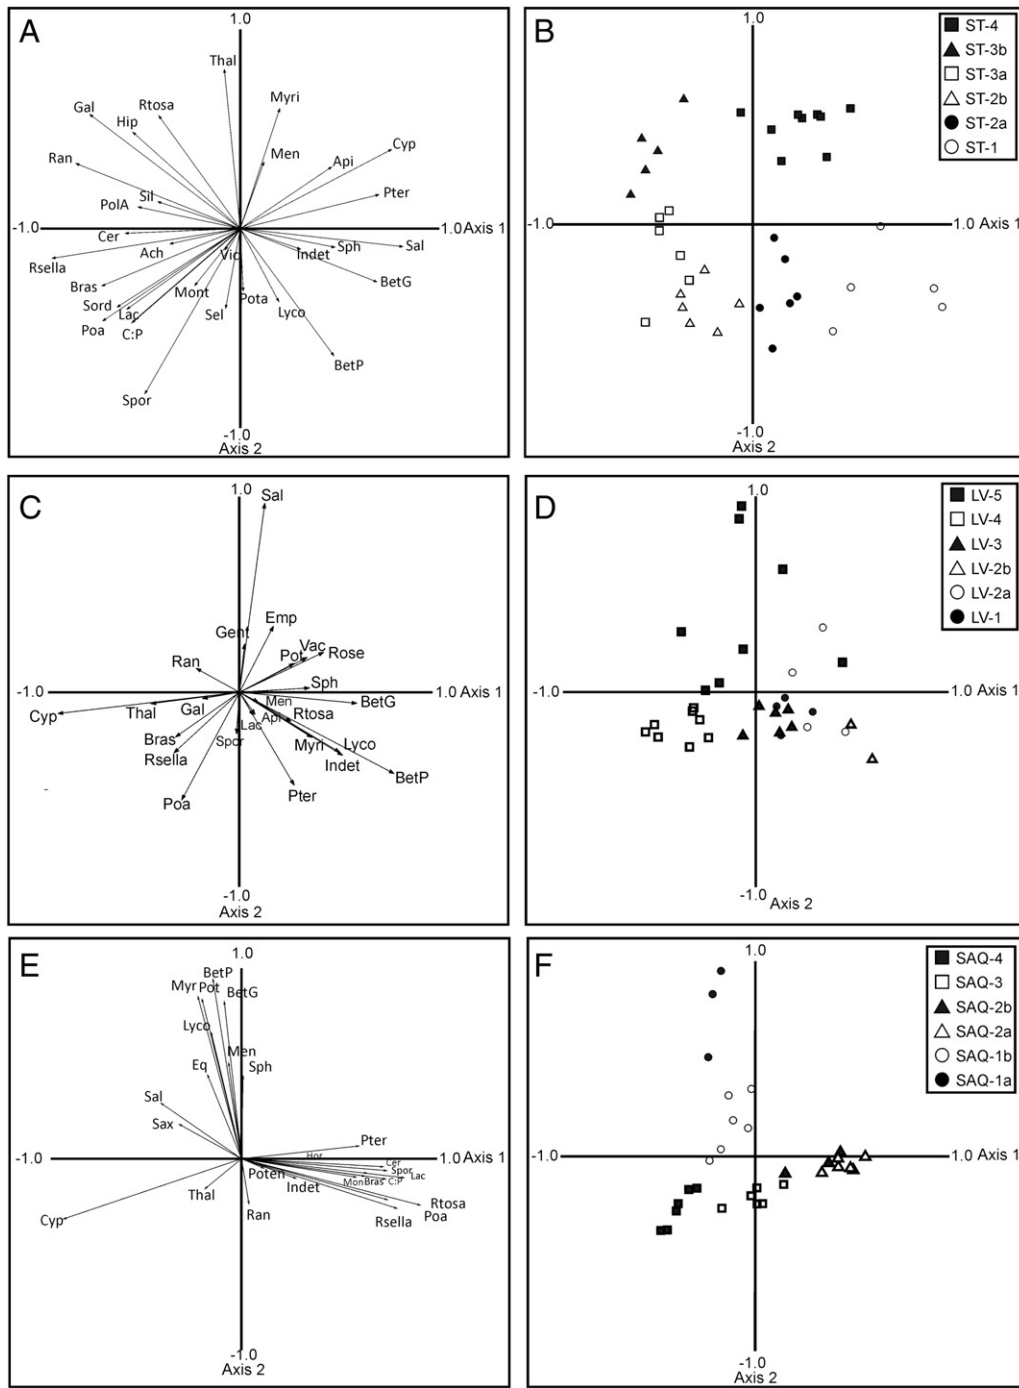 A
1.0
Thal
Myri
Gal
Rtosa
Hip
Men
Cyp
Ran
Api
Sil
PolA
Pter
-1.0
1.0 Axis 1
Cer
Ach
Vic
Indet
Sph
Sal
Rsella
Bras
Mont
Pota
BetG
Sord
Lac
Sel
Lyco
Poa
C:P
BetP
Spor
-1.0
Axis 2
B
1.0
ST-4
ST-3b
ST-3a
ST-2b
ST-2a
ST-1
-1.0
1.0 Axis 1
-1.0
Axis 2
C
1.0
Sal
Emp
Gent
Vac
Pot
Rose
Ran
Sph
-1.0
1.0 Axis 1
Men
BetG
Cyp
Thal
Gal
Api
Rtosa
Lac
Bras
Spor
Myri
Lyco
Rsella
Indet
BetP
Poa
Pter
-1.0
Axis 2
D
1.0
LV-5
LV-4
LV-3
LV-2b
LV-2a
LV-1
-1.0
1.0 Axis 1
-1.0
Axis 2
E
1.0
BetP
Myr
Pot
BetG
Lyco
Men
Eq
Sph
Sal
Sax
Pter
Hor
-1.0
1.0 Axis 1
Cer
Spor
Poten
Mon
Bras
C:P
Lac
Indet
Thal
Ran
Rtosa
Cyp
Rsella
Poa
-1.0
Axis 2
F
1.0
SAQ-4
SAQ-3
SAQ-2b
SAQ-2a
SAQ-1b
SAQ-1a
-1.0
1.0 Axis 1
-1.0
Axis 2